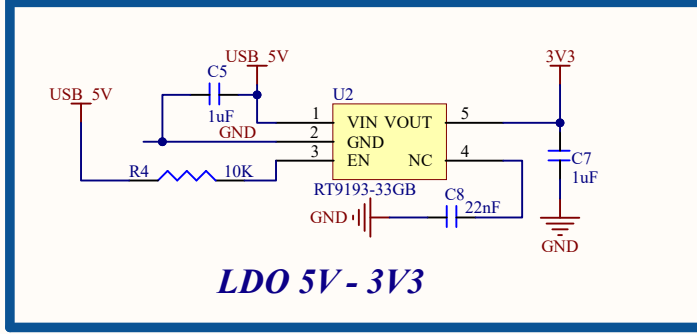 USB_5V
3V3
C5
USB_5V
U2
1uF
1
VIN
VOUT
5
GND
2
GND
3
EN
NC
4
C7
1uF
R4
10K
RT9193-33GB
C8
22nF
GND
GND
LDO 5V - 3V3